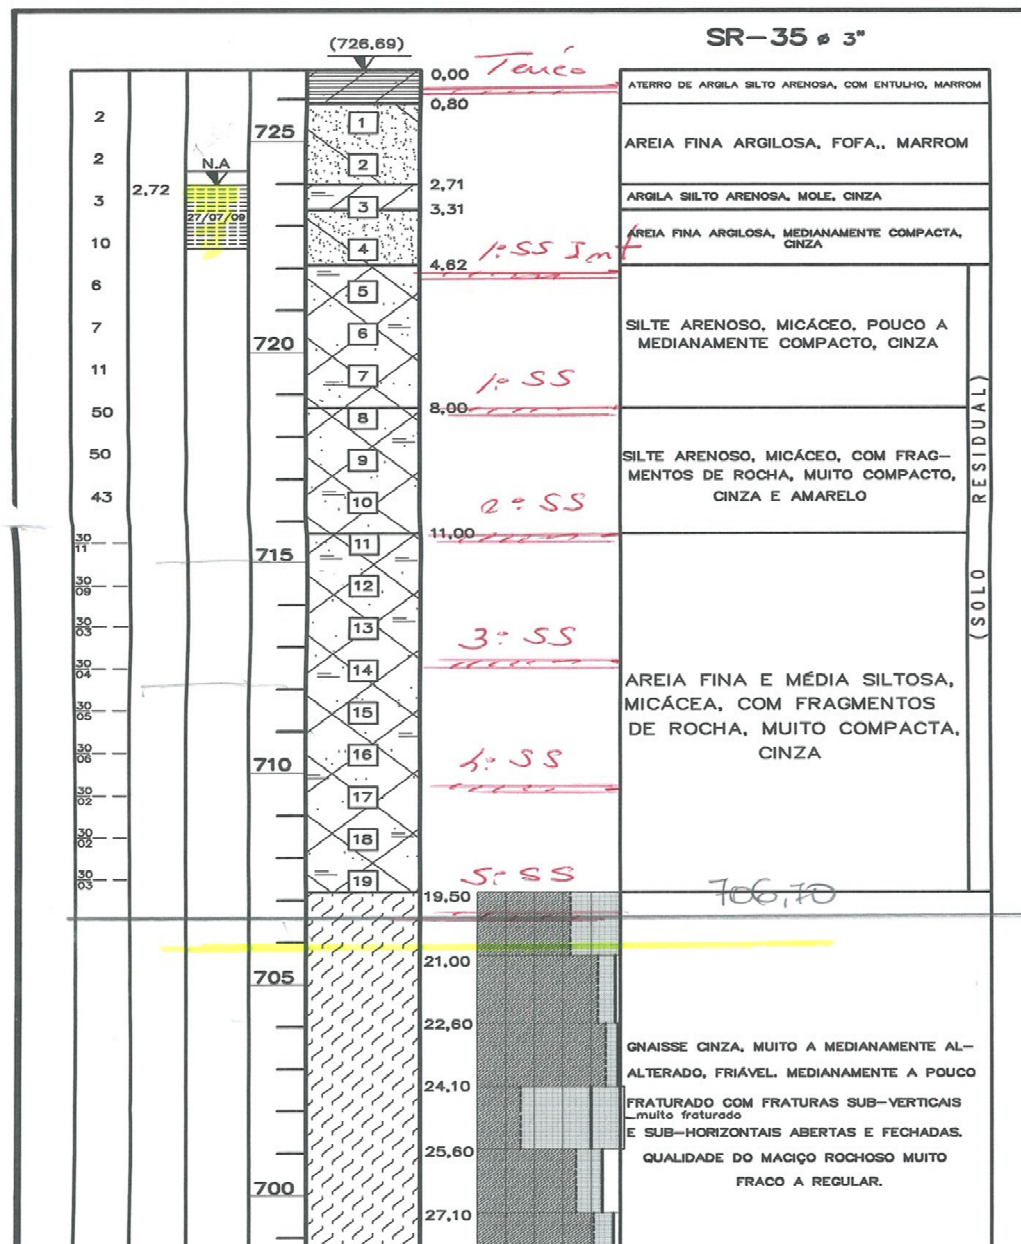 SR-35 ø 3"
(726,69)
0,00
Terréo
ATERRO DE ARGILA SILTO ARENOSA, COM ENTULHO, MARROM
0,80
2
1
725
AREIA FINA ARGILOSA, FOFA,, MARROM
2
2
N.A
2,72
2,71
ARGILA SIILTO ARENOSA, MOLE, CINZA
3
3
3,31
27/07/09
10
4
AREIA FINA ARGILOSA, MEDIANAMENTE COMPACTA,
CINZA
1º SS Inf
4,62
6
5
7
6
SILTE ARENOSO, MICÁCEO, POUCO A
MEDIANAMENTE COMPACTO, CINZA
720
11
7
1º SS
8,00
50
8
50
9
SILTE ARENOSO, MICÁCEO, COM FRAG-
MENTOS DE ROCHA, MUITO COMPACTO,
CINZA E AMARELO
43
10
2º SS
11,00
(SOLO RESIDUAL)
30
11
11
715
30
09
12
30
03
13
3º SS
30
04
14
AREIA FINA E MÉDIA SILTOSA,
MICÁCEA, COM FRAGMENTOS
DE ROCHA, MUITO COMPACTA,
CINZA
30
05
15
30
06
16
4º SS
710
30
02
17
30
02
18
30
03
19
5º SS
19,50
706,70
21,00
705
22,60
GNAISSE CINZA, MUITO A MEDIANAMENTE AL-
ALTERADO, FRIÁVEL. MEDIANAMENTE A POUCO
24,10
FRATURADO COM FRATURAS SUB-VERTICAIS
muito fraturado
E SUB-HORIZONTAIS ABERTAS E FECHADAS.
25,60
QUALIDADE DO MACIÇO ROCHOSO MUITO
FRACO A REGULAR.
700
27,10